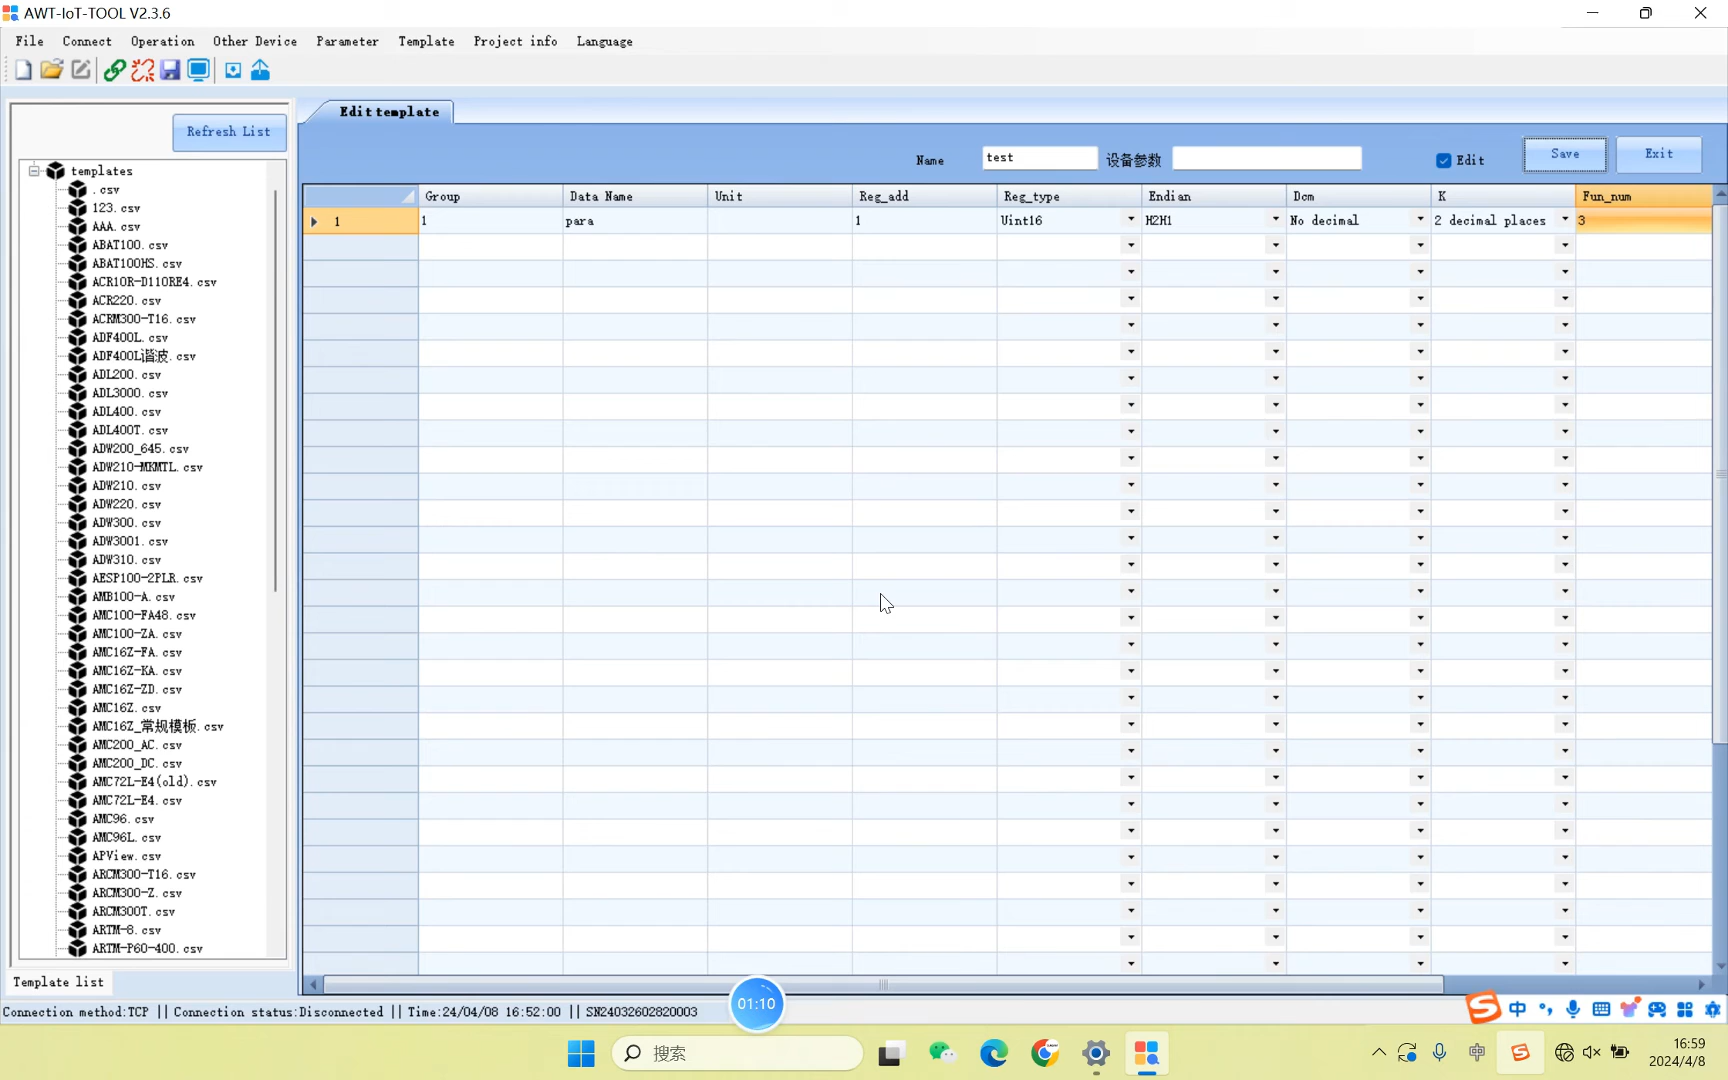 AWT-IoT-TOOL V2.3.6
File Connect Operation Other Device Parameter Template Project info Language
Refresh List
templates
.csv
123.csv
AAA.csv
ABAT100.csv
ABAT100HS.csv
ACR10R-D110RE4.csv
ACR220.csv
ACRM300-T16.csv
ADF400L.csv
ADF400L谐波.csv
ADL200.csv
ADL3000.csv
ADL400.csv
ADL400T.csv
ADW200_645.csv
ADW210-MKMTL.csv
ADW210.csv
ADW220.csv
ADW300.csv
ADW3001.csv
ADW310.csv
AESP100-2PLR.csv
AMB100-A.csv
AMC100-FA48.csv
AMC100-ZA.csv
AMC16Z-FA.csv
AMC16Z-KA.csv
AMC16Z-ZD.csv
AMC16Z.csv
AMC16Z_常规模板.csv
AMC200_AC.csv
AMC200_DC.csv
AMC72L-E4(old).csv
AMC72L-E4.csv
AMC96.csv
AMC96L.csv
APView.csv
ARCM300-T16.csv
ARCM300-Z.csv
ARCM300T.csv
ARTM-8.csv
ARTM-P60-400.csv
Template list
Edit template
Name test 设备参数 Edit Save Exit
Group Data Name Unit Reg_add Reg_type Endian Dcm K Fun_num
1 1 para 1 Uint16 H2H1 No decimal 2 decimal places 3
Connection method:TCP || Connection status:Disconnected || Time:24/04/08 16:52:00 || SN24032602820003
01:10
中
搜索
中
16:59
2024/4/8